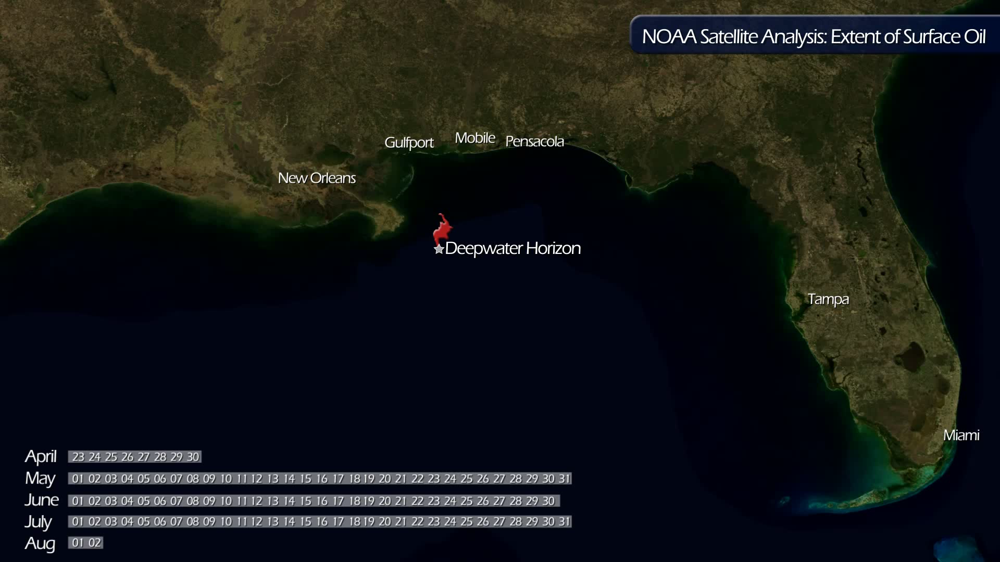 NOAA Satellite Analysis: Extent of Surface Oil
Gulfport
Mobile
Pensacola
New Orleans
Deepwater Horizon
Tampa
Miami
April 23 24 25 26 27 28 29 30
May 01 02 03 04 05 06 07 08 09 10 11 12 13 14 15 16 17 18 19 20 21 22 23 24 25 26 27 28 29 30 31
June 01 02 03 04 05 06 07 08 09 10 11 12 13 14 15 16 17 18 19 20 21 22 23 24 25 26 27 28 29 30
July 01 02 03 04 05 06 07 08 09 10 11 12 13 14 15 16 17 18 19 20 21 22 23 24 25 26 27 28 29 30 31
Aug 01 02